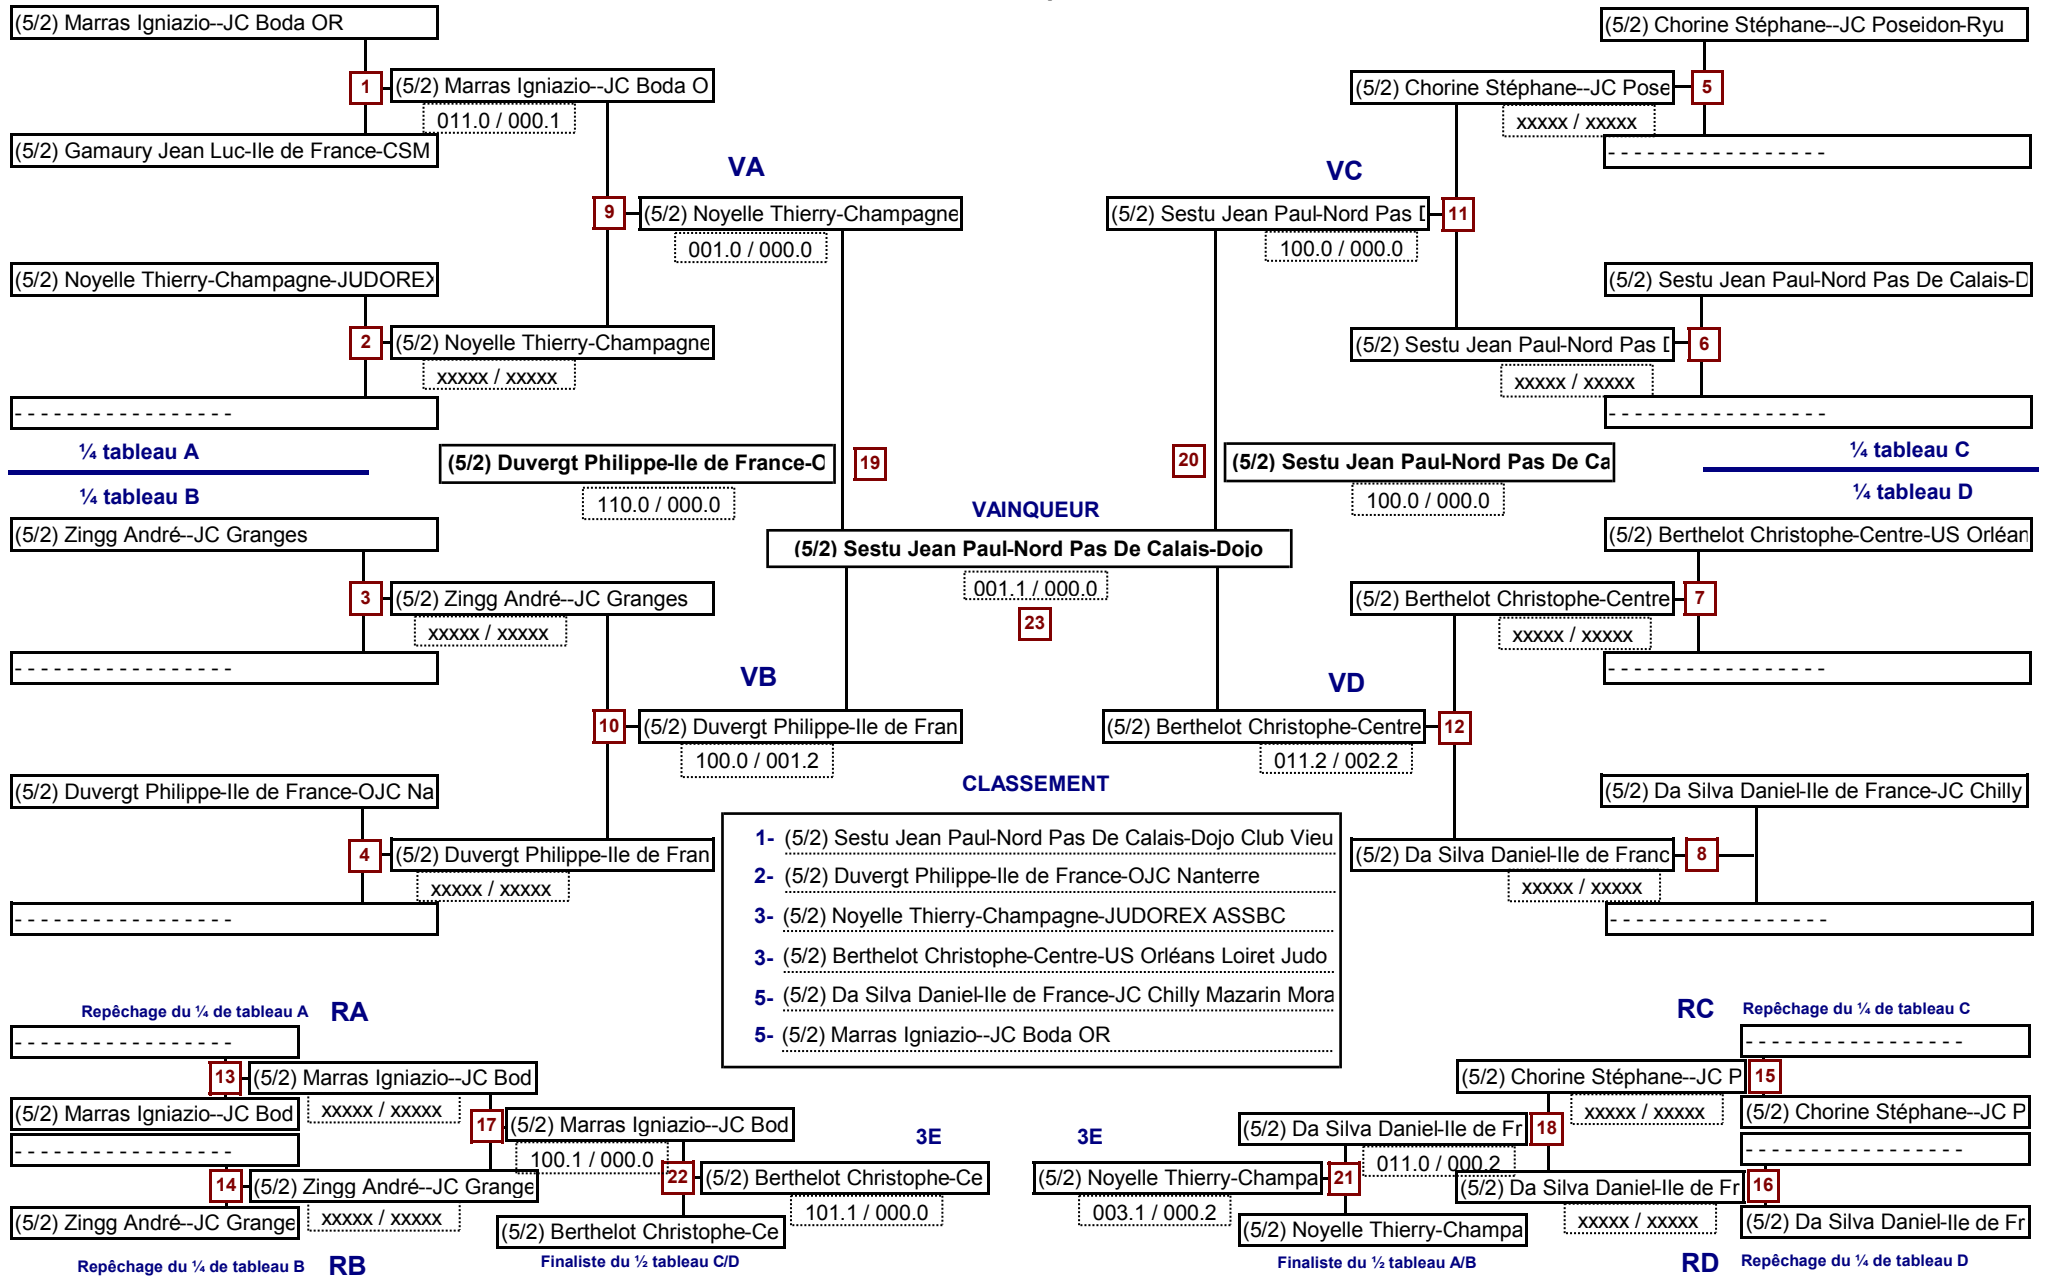 (5/2) Marras Igniazio--JC Boda OR
1
(5/2) Marras Igniazio--JC Boda O
011.0 / 000.1
(5/2) Gamaury Jean Luc-Ile de France-CSM
VA
9
(5/2) Noyelle Thierry-Champagne
001.0 / 000.0
(5/2) Noyelle Thierry-Champagne-JUDOREX
2
(5/2) Noyelle Thierry-Champagne
xxxxx / xxxxx
- - - - - - - - - - - - - - - - -
¼ tableau A
(5/2) Duvergt Philippe-Ile de France-O
19
110.0 / 000.0
¼ tableau B
(5/2) Zingg André--JC Granges
3
(5/2) Zingg André--JC Granges
xxxxx / xxxxx
- - - - - - - - - - - - - - - - -
VB
10
(5/2) Duvergt Philippe-Ile de Fran
100.0 / 001.2
(5/2) Duvergt Philippe-Ile de France-OJC Na
4
(5/2) Duvergt Philippe-Ile de Fran
xxxxx / xxxxx
- - - - - - - - - - - - - - - - -
(5/2) Chorine Stéphane--JC Poseidon-Ryu
(5/2) Chorine Stéphane--JC Pose
5
xxxxx / xxxxx
- - - - - - - - - - - - - - - - -
VC
(5/2) Sestu Jean Paul-Nord Pas D
11
100.0 / 000.0
(5/2) Sestu Jean Paul-Nord Pas De Calais-D
(5/2) Sestu Jean Paul-Nord Pas D
6
xxxxx / xxxxx
- - - - - - - - - - - - - - - - -
¼ tableau C
20
(5/2) Sestu Jean Paul-Nord Pas De Ca
100.0 / 000.0
¼ tableau D
VAINQUEUR
(5/2) Sestu Jean Paul-Nord Pas De Calais-Dojo
001.1 / 000.0
23
(5/2) Berthelot Christophe-Centre-US Orléan
(5/2) Berthelot Christophe-Centre
7
xxxxx / xxxxx
- - - - - - - - - - - - - - - - -
VD
(5/2) Berthelot Christophe-Centre
12
011.2 / 002.2
(5/2) Da Silva Daniel-Ile de France-JC Chilly
(5/2) Da Silva Daniel-Ile de Franc
8
xxxxx / xxxxx
- - - - - - - - - - - - - - - - -
CLASSEMENT
1- (5/2) Sestu Jean Paul-Nord Pas De Calais-Dojo Club Vieu
2- (5/2) Duvergt Philippe-Ile de France-OJC Nanterre
3- (5/2) Noyelle Thierry-Champagne-JUDOREX ASSBC
3- (5/2) Berthelot Christophe-Centre-US Orléans Loiret Judo
5- (5/2) Da Silva Daniel-Ile de France-JC Chilly Mazarin Mora
5- (5/2) Marras Igniazio--JC Boda OR
Repêchage du ¼ de tableau A RA
- - - - - - - - - - - - - - - - -
13
(5/2) Marras Igniazio--JC Bod
(5/2) Marras Igniazio--JC Bod
xxxxx / xxxxx
17
(5/2) Marras Igniazio--JC Bod
100.1 / 000.0
- - - - - - - - - - - - - - - - -
14
(5/2) Zingg André--JC Grange
(5/2) Zingg André--JC Grange
xxxxx / xxxxx
Repêchage du ¼ de tableau B RB
3E
22
(5/2) Berthelot Christophe-Ce
101.1 / 000.0
(5/2) Berthelot Christophe-Ce
Finaliste du ½ tableau C/D
RC Repêchage du ¼ de tableau C
- - - - - - - - - - - - - - - - -
(5/2) Chorine Stéphane--JC P
15
xxxxx / xxxxx
(5/2) Chorine Stéphane--JC P
3E
(5/2) Da Silva Daniel-Ile de Fr
18
011.0 / 000.2
- - - - - - - - - - - - - - - - -
(5/2) Noyelle Thierry-Champa
21
003.1 / 000.2
(5/2) Da Silva Daniel-Ile de Fr
16
xxxxx / xxxxx
(5/2) Noyelle Thierry-Champa
(5/2) Da Silva Daniel-Ile de Fr
Finaliste du ½ tableau A/B
RD Repêchage du ¼ de tableau D